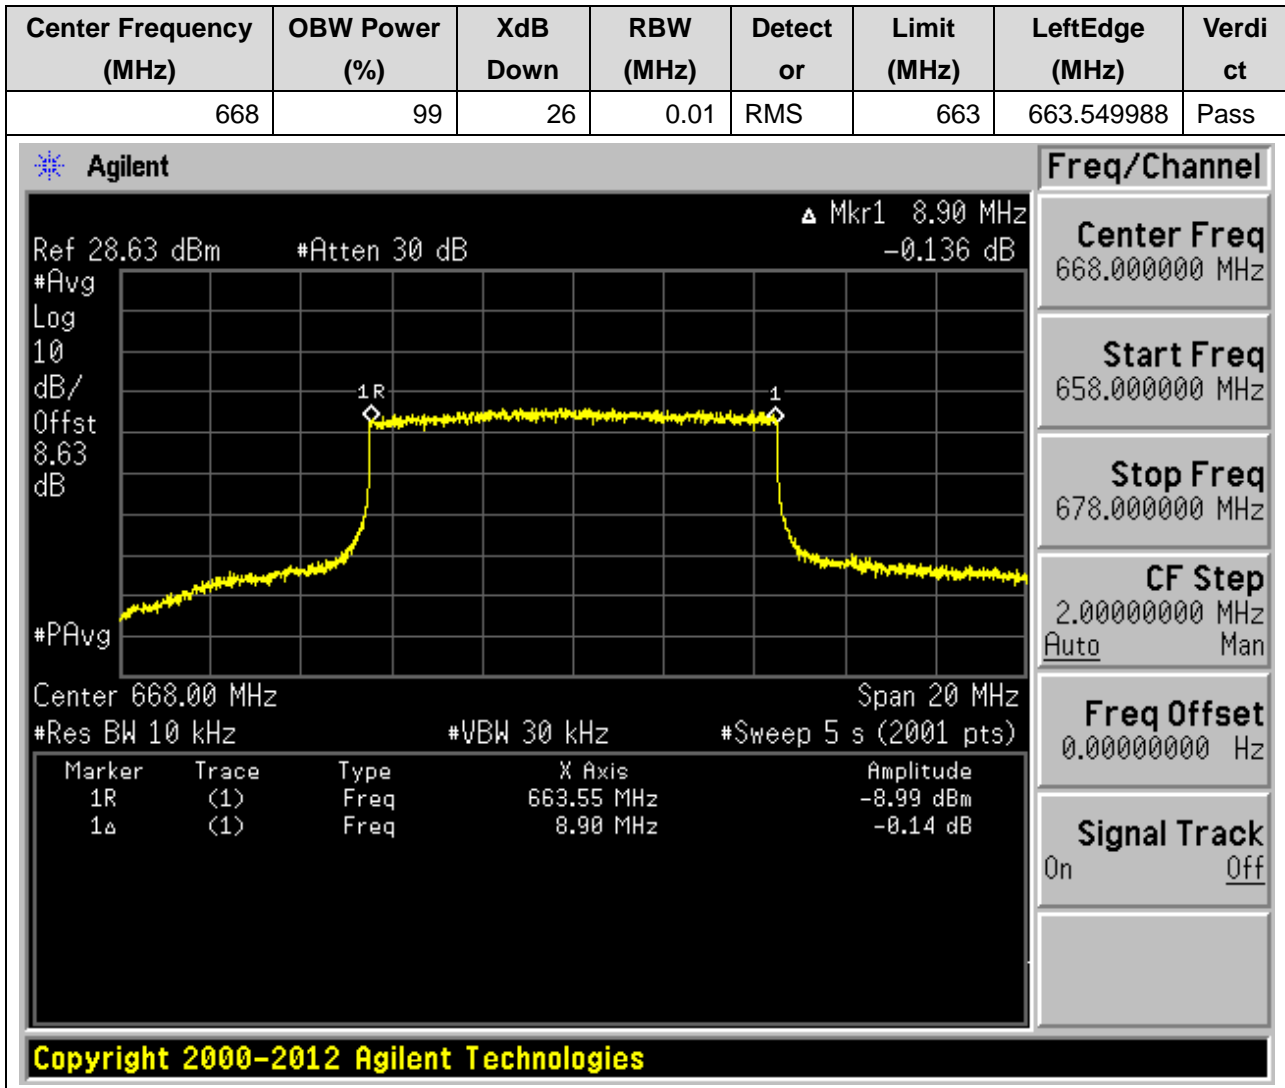 Center Frequency (MHz) OBW Power (%) XdB Down RBW (MHz) Detect or Limit (MHz) LeftEdge (MHz) Verdi ct
668 99 26 0.01 RMS 663 663.549988 Pass
Agilent
Freq/Channel
Δ Mkr1 8.90 MHz
Ref 28.63 dBm #Atten 30 dB -0.136 dB
#Avg
Log
10
dB/
Offst
8.63
dB
#PAvg
1R
1
Center 668.00 MHz Span 20 MHz
#Res BW 10 kHz #VBW 30 kHz #Sweep 5 s (2001 pts)
Marker Trace Type X Axis Amplitude
1R (1) Freq 663.55 MHz -8.99 dBm
1Δ (1) Freq 8.90 MHz -0.14 dB
Center Freq
668.000000 MHz
Start Freq
658.000000 MHz
Stop Freq
678.000000 MHz
CF Step
2.00000000 MHz
Auto Man
Freq Offset
0.00000000 Hz
Signal Track
On Off
Copyright 2000-2012 Agilent Technologies